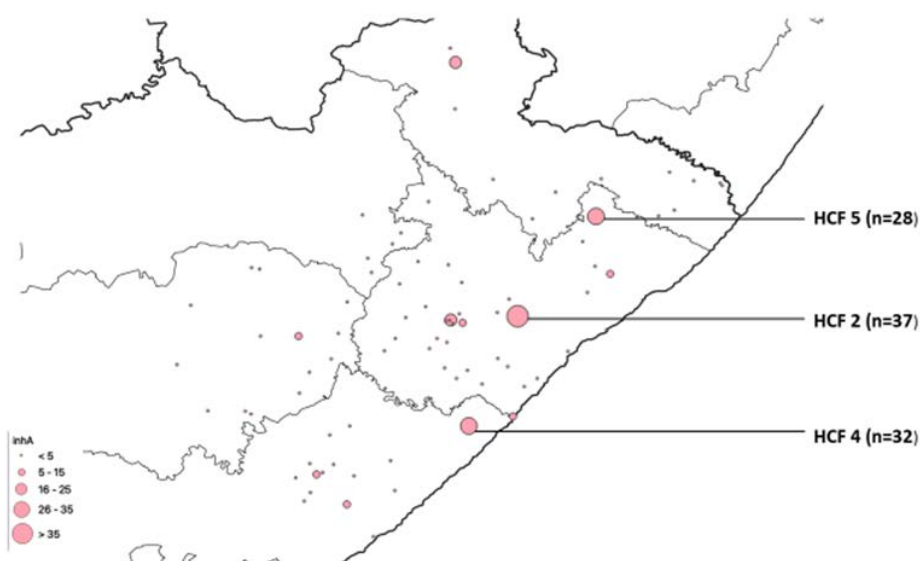 HCF 5 (n=28)
HCF 2 (n=37)
HCF 4 (n=32)
inhA
< 5
5 - 15
16 - 25
26 - 35
> 35